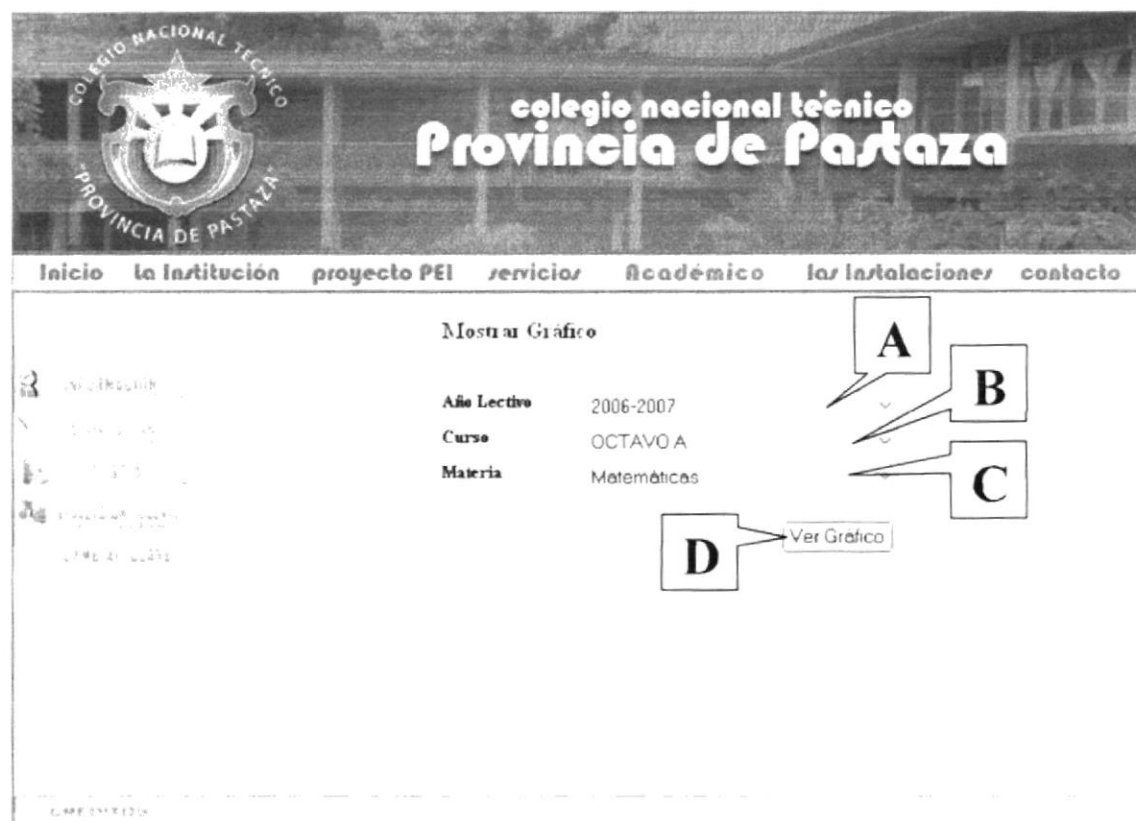 COLEGIO NACIONAL TECNICO
"PROVINCIA DE PASTAZA"
colegio nacional técnico
Provincia de Pastaza
Inicio La Institución proyecto PEI servicios Académico las Instalaciones contacto
Mostrar Gráfico
A
Año Lectivo 2006-2007
B
Curso OCTAVO A
Materia Matemáticas
C
D
Ver Gráfico